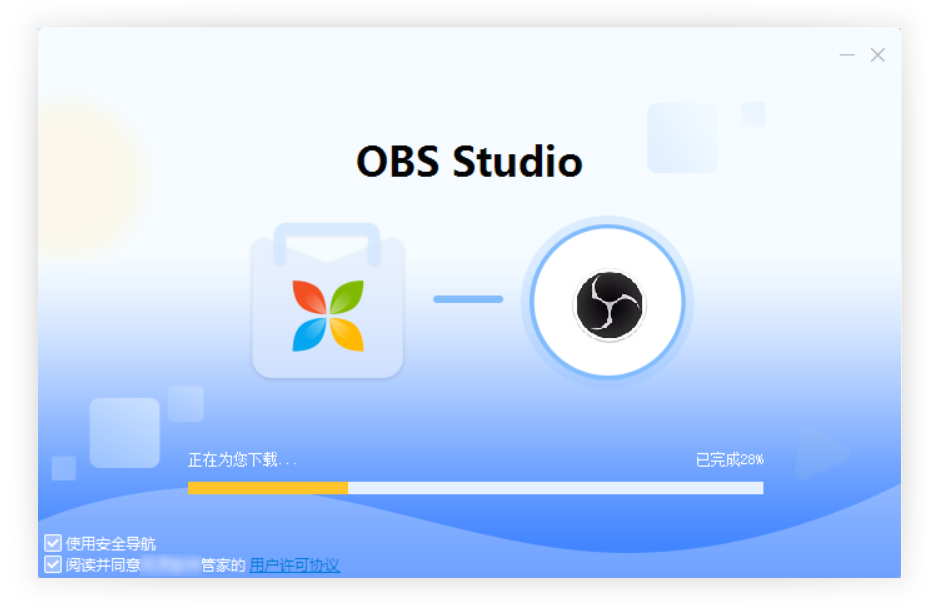 OBS Studio
正在为您下载...
已完成28%
使用安全导航
阅读并同意 管家的 用户许可协议